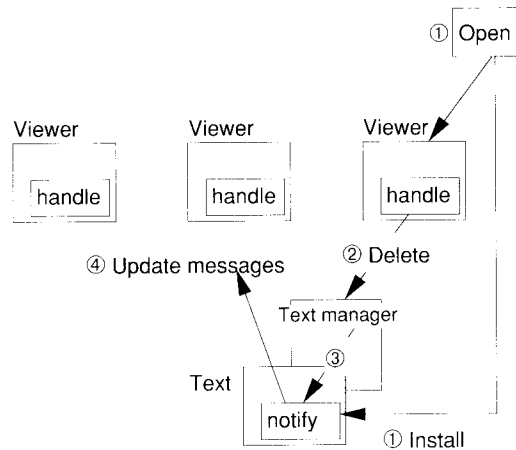 ① Open
Viewer
Viewer
Viewer
handle
handle
handle
② Delete
④ Update messages
Text manager
③
Text
notify
① Install